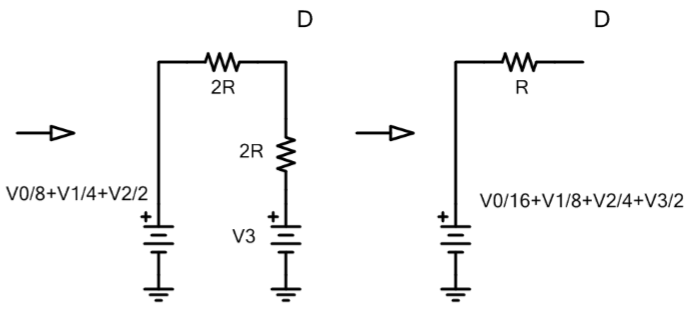 D
2R
2R
V0/8+V1/4+V2/2
+
+
V3
D
R
V0/16+V1/8+V2/4+V3/2
+